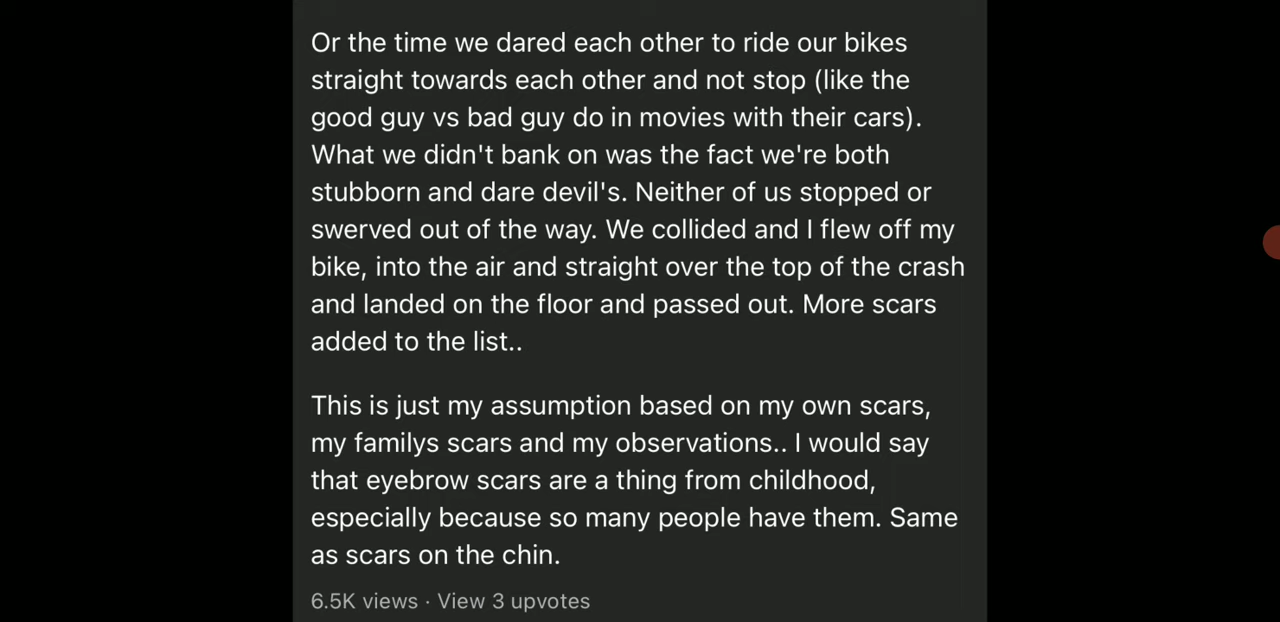 Or the time we dared each other to ride our bikes
straight towards each other and not stop (like the
good guy vs bad guy do in movies with their cars).
What we didn't bank on was the fact we're both
stubborn and dare devil's. Neither of us stopped or
swerved out of the way. We collided and I flew off my
bike, into the air and straight over the top of the crash
and landed on the floor and passed out. More scars
added to the list..
This is just my assumption based on my own scars,
my familys scars and my observations.. I would say
that eyebrow scars are a thing from childhood,
especially because so many people have them. Same
as scars on the chin.
6.5K views · View 3 upvotes